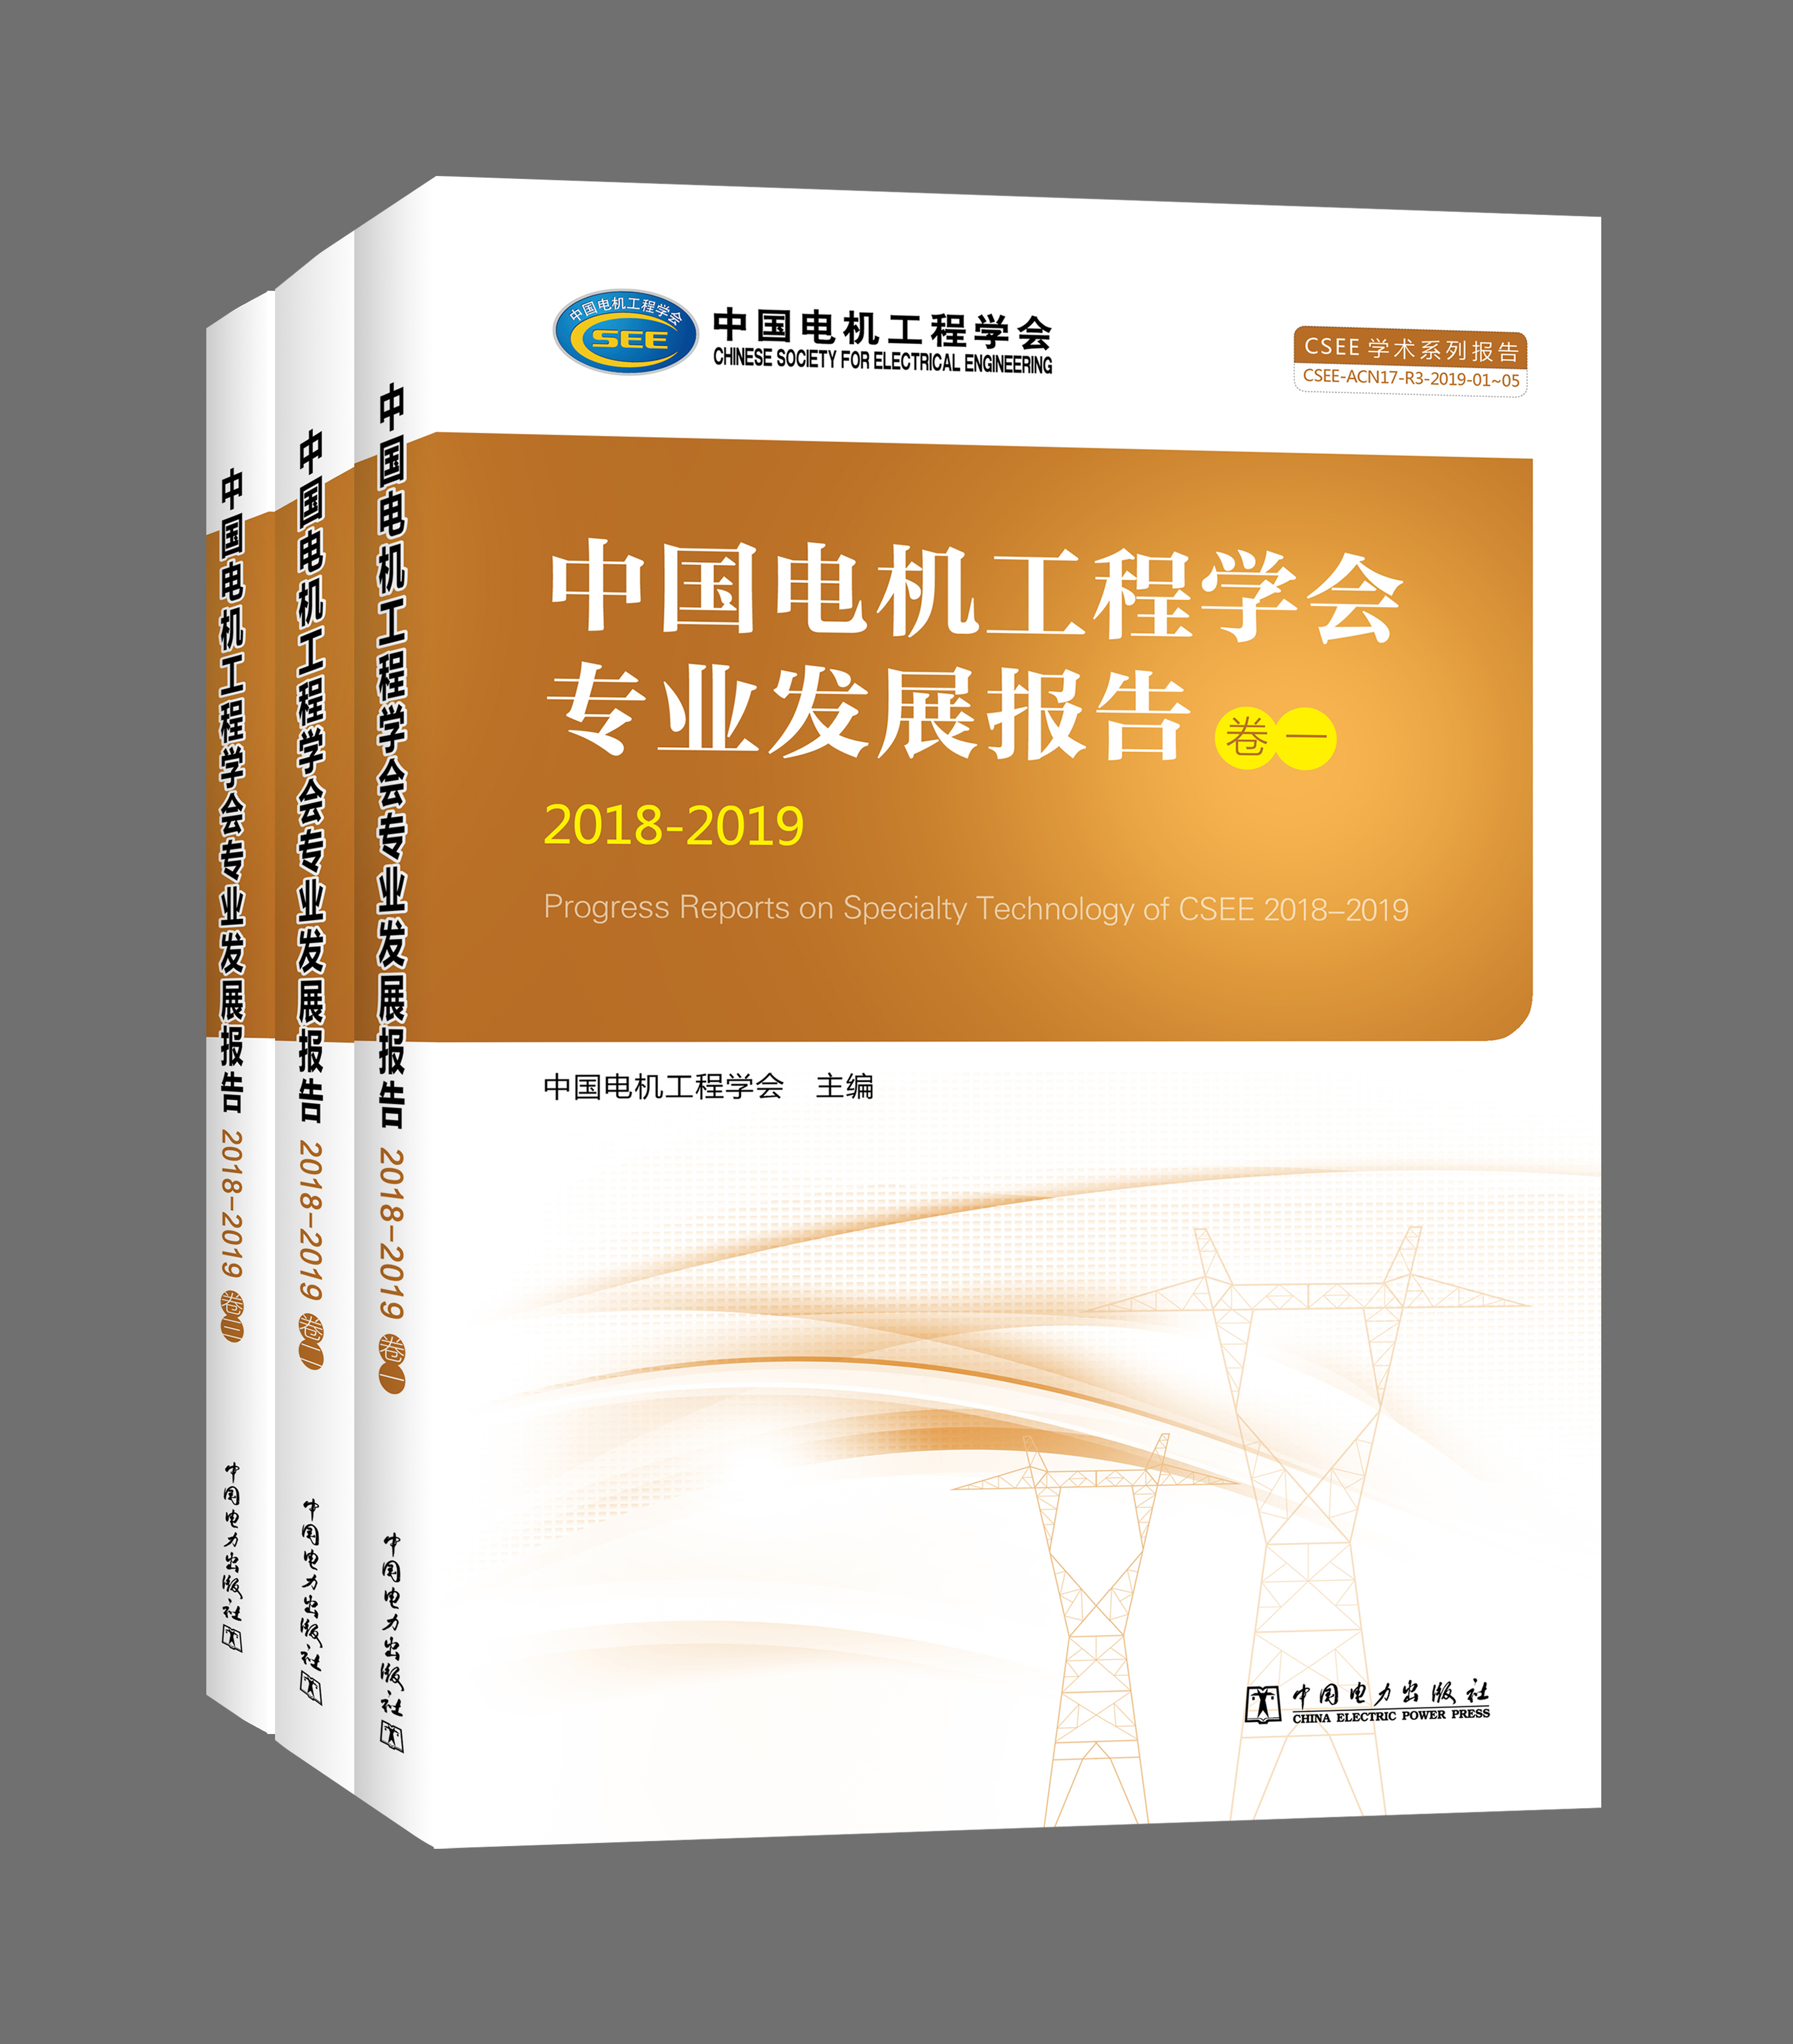 中国电机工程学会
CSEE
中国电机工程学会
CHINESE SOCIETY FOR ELECTRICAL ENGINEERING
CSEE 学术系列报告
CSEE-ACN17-R3-2019-01~05
中国电机工程学会
专业发展报告 卷一
2018-2019
Progress Reports on Specialty Technology of CSEE 2018–2019
中国电机工程学会 主编
中国电力出版社
CHINA ELECTRIC POWER PRESS
中国电机工程学会专业发展报告 2018–2019 卷一
中国电力出版社
中国电机工程学会专业发展报告 2018–2019 卷二
中国电力出版社
中国电机工程学会专业发展报告 2018–2019 卷三
中国电力出版社